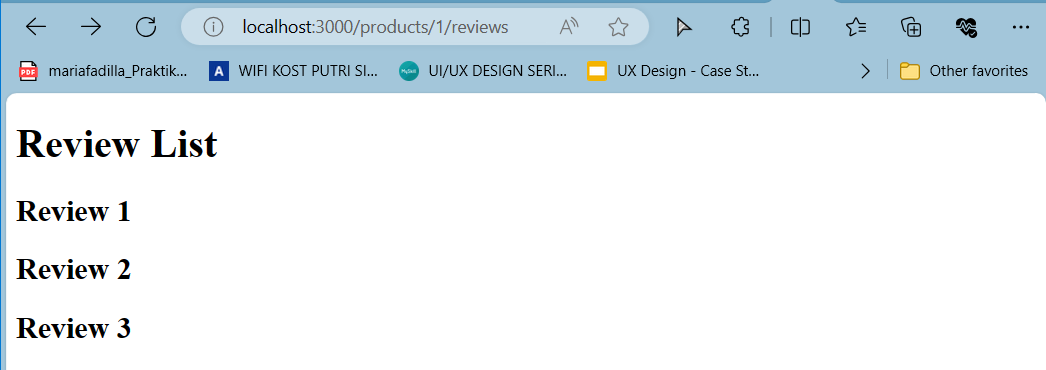 localhost:3000/products/1/reviews
PDF mariafadilla_Praktik... A WIFI KOST PUTRI SI... MySkill UI/UX DESIGN SERI... UX Design - Case St... Other favorites
Review List
Review 1
Review 2
Review 3